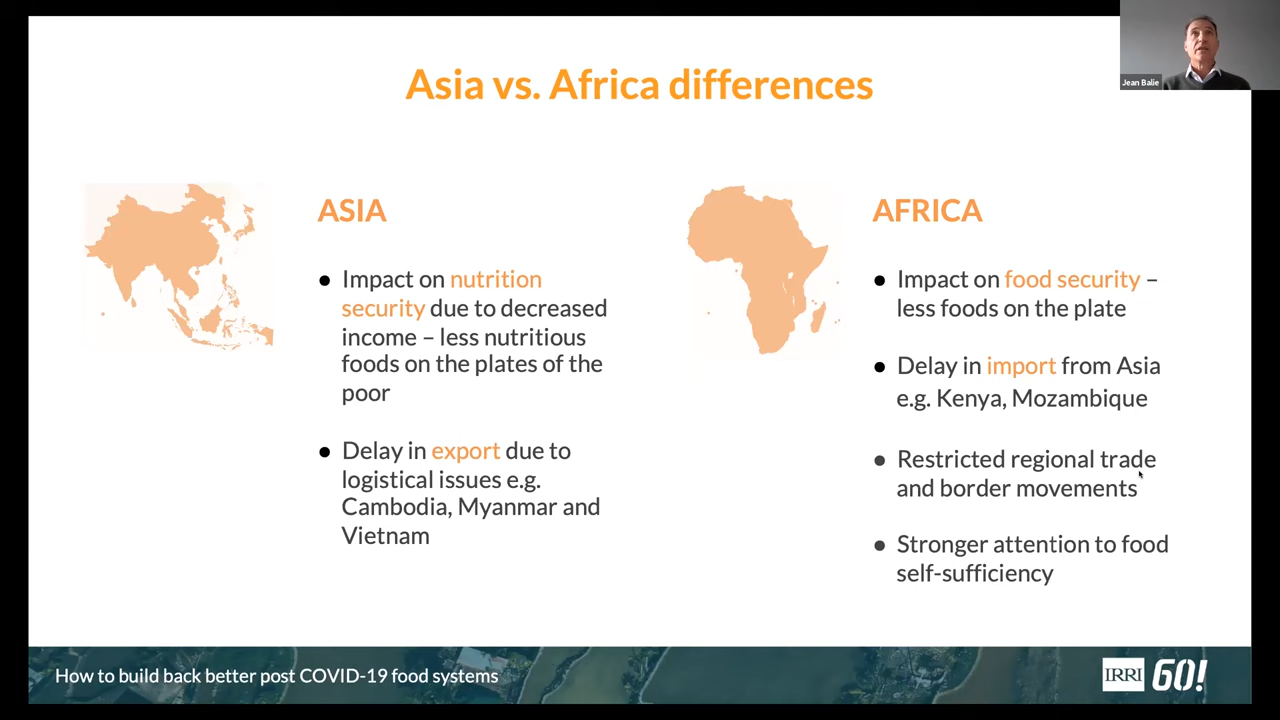 Jean Balie
Asia vs. Africa differences
ASIA
● Impact on nutrition
security due to decreased
income – less nutritious
foods on the plates of the
poor
● Delay in export due to
logistical issues e.g.
Cambodia, Myanmar and
Vietnam
AFRICA
● Impact on food security –
less foods on the plate
● Delay in import from Asia
e.g. Kenya, Mozambique
● Restricted regional trade
and border movements
● Stronger attention to food
self-sufficiency
How to build back better post COVID-19 food systems
IRRI 60!